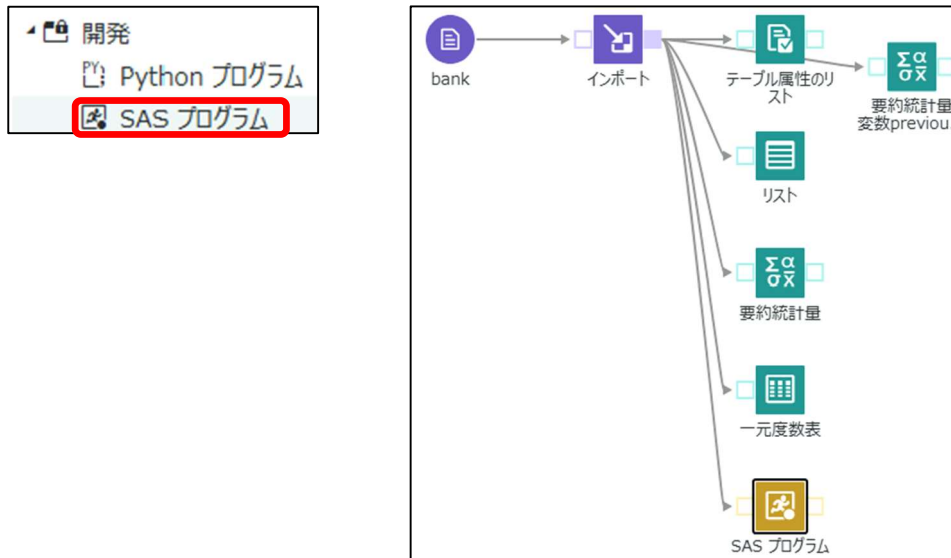 開発
Python プログラム
SAS プログラム
bank
インポート
テーブル属性のリ
スト
要約統計量
変数previou
リスト
要約統計量
一元度数表
SAS プログラム